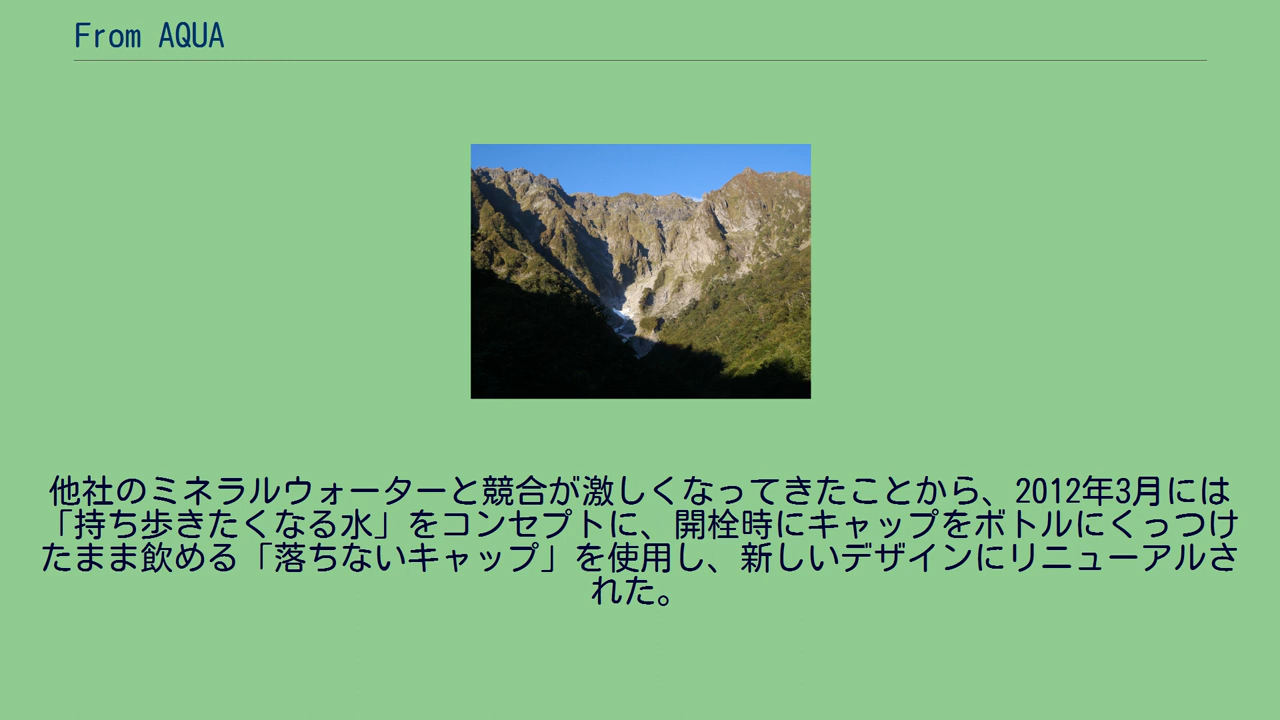 From AQUA
他社のミネラルウォーターと競合が激しくなってきたことから、2012年3月には
「持ち歩きたくなる水」をコンセプトに、開栓時にキャップをボトルにくっつけ
たまま飲める「落ちないキャップ」を使用し、新しいデザインにリニューアルさ
れた。